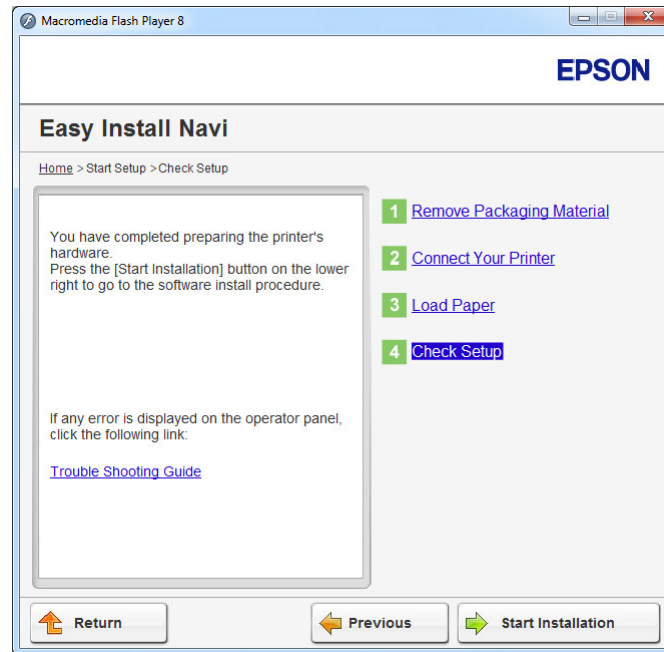 Macromedia Flash Player 8
EPSON
Easy Install Navi
Home > Start Setup >Check Setup
You have completed preparing the printer's
hardware.
Press the [Start Installation] button on the lower
right to go to the software install procedure.
If any error is displayed on the operator panel,
click the following link:
Trouble Shooting Guide
1 Remove Packaging Material
2 Connect Your Printer
3 Load Paper
4 Check Setup
Return
Previous
Start Installation